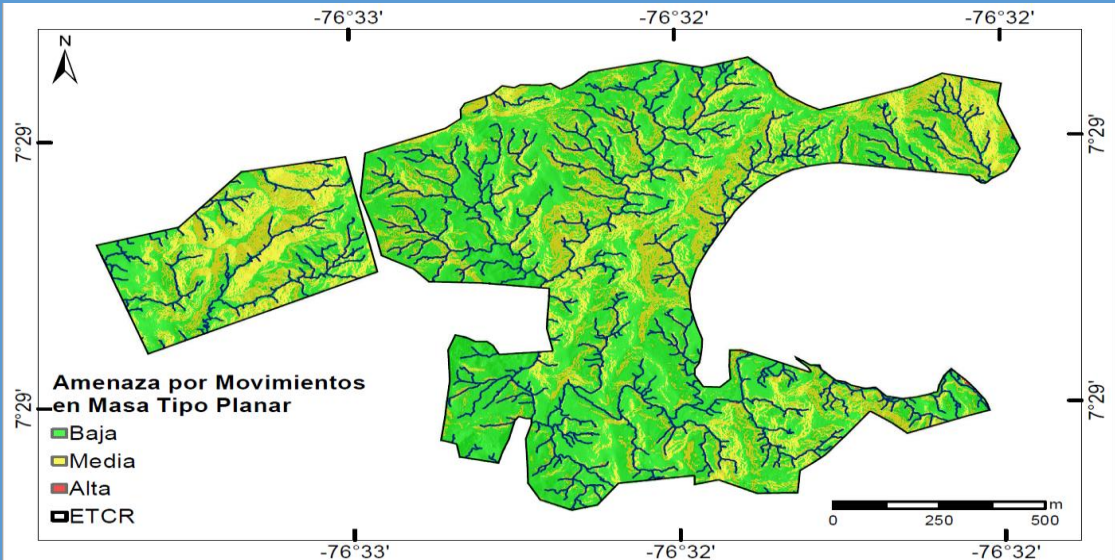 -76°33' -76°32' -76°32'
N
7°29' 7°29'
Amenaza por Movimientos
en Masa Tipo Planar
Baja
Media
Alta
ETCR
7°29' 7°29'
m
0 250 500
-76°33' -76°32' -76°32'